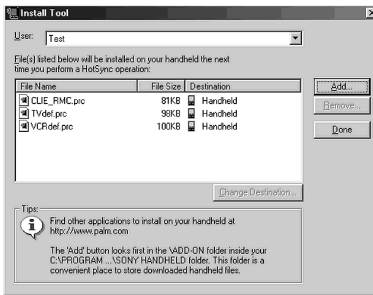 Install Tool
User: Test
File(s) listed below will be installed on your handheld the next
time you perform a HotSync operation:
File Name File Size Destination
CLIE_RMC.prc 81KB Handheld
TVdef.prc 98KB Handheld
VCRdef.prc 100KB Handheld
Add...
Remove...
Done
Change Destination...
Tips:
Find other applications to install on your handheld at
http://www.palm.com
The 'Add' button looks first in the \ADD-ON folder inside your
C:\PROGRAM ...\SONY HANDHELD folder. This folder is a
convenient place to store downloaded handheld files.